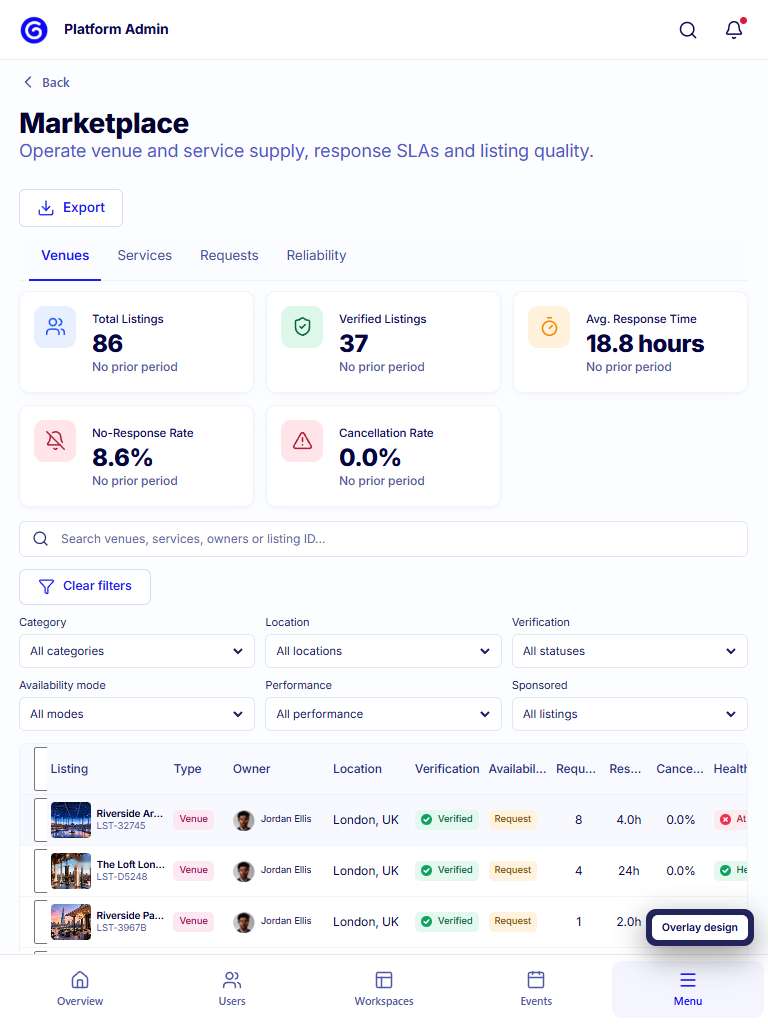 Platform Admin
Back
Marketplace
Operate venue and service supply, response SLAs and listing quality.
Export
Venues Services Requests Reliability
Total Listings
86
No prior period
Verified Listings
37
No prior period
Avg. Response Time
18.8 hours
No prior period
No-Response Rate
8.6%
No prior period
Cancellation Rate
0.0%
No prior period
Search venues, services, owners or listing ID...
Clear filters
Category Location Verification
All categories All locations All statuses
Availability mode Performance Sponsored
All modes All performance All listings
Listing Type Owner Location Verification Availabil... Requ... Res... Cance... Health
Riverside Ar... Venue Jordan Ellis London, UK Verified Request 8 4.0h 0.0% At
LST-32745
The Loft Lon... Venue Jordan Ellis London, UK Verified Request 4 24h 0.0% He
LST-D5248
Riverside Pa... Venue Jordan Ellis London, UK Verified Request 1 2.0h
LST-3967B
Overlay design
Overview Users Workspaces Events Menu